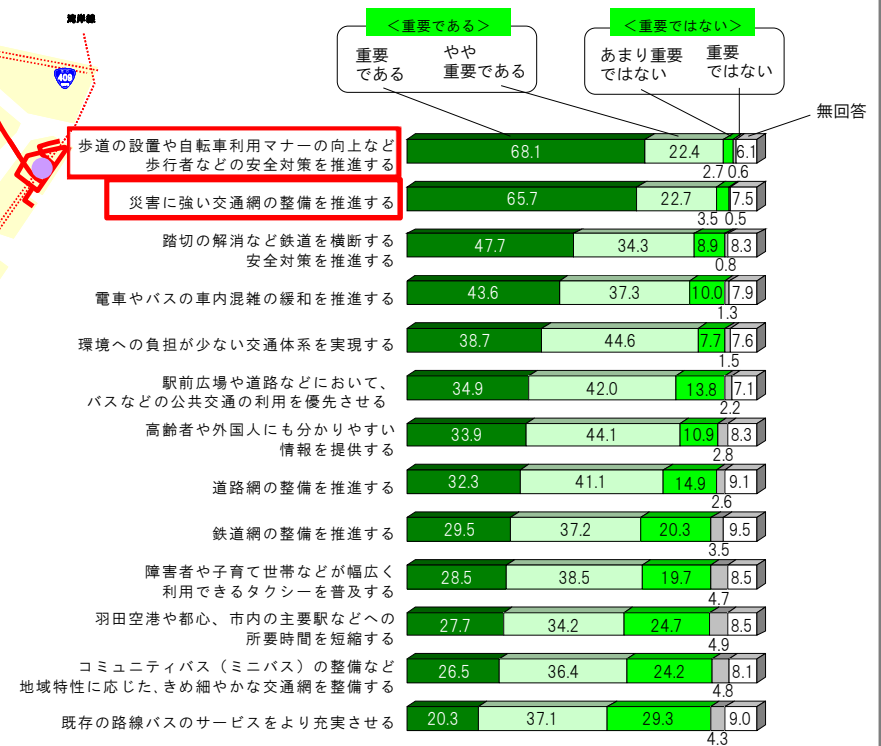 湾岸線
409
＜重要である＞
＜重要ではない＞
重要
である
やや
重要である
あまり重要
ではない
重要
ではない
無回答
歩道の設置や自転車利用マナーの向上など
歩行者などの安全対策を推進する
68.1 22.4 2.7 0.6 6.1
災害に強い交通網の整備を推進する
65.7 22.7 3.5 0.5 7.5
踏切の解消など鉄道を横断する
安全対策を推進する
47.7 34.3 8.9 0.8 8.3
電車やバスの車内混雑の緩和を推進する
43.6 37.3 10.0 1.3 7.9
環境への負担が少ない交通体系を実現する
38.7 44.6 7.7 1.5 7.6
駅前広場や道路などにおいて、
バスなどの公共交通の利用を優先させる
34.9 42.0 13.8 2.2 7.1
高齢者や外国人にも分かりやすい
情報を提供する
33.9 44.1 10.9 2.8 8.3
道路網の整備を推進する
32.3 41.1 14.9 2.6 9.1
鉄道網の整備を推進する
29.5 37.2 20.3 3.5 9.5
障害者や子育て世帯などが幅広く
利用できるタクシーを普及する
28.5 38.5 19.7 4.7 8.5
羽田空港や都心、市内の主要駅などへの
所要時間を短縮する
27.7 34.2 24.7 4.9 8.5
コミュニティバス（ミニバス）の整備など
地域特性に応じた、きめ細やかな交通網を整備する
26.5 36.4 24.2 4.8 8.1
既存の路線バスのサービスをより充実させる
20.3 37.1 29.3 4.3 9.0